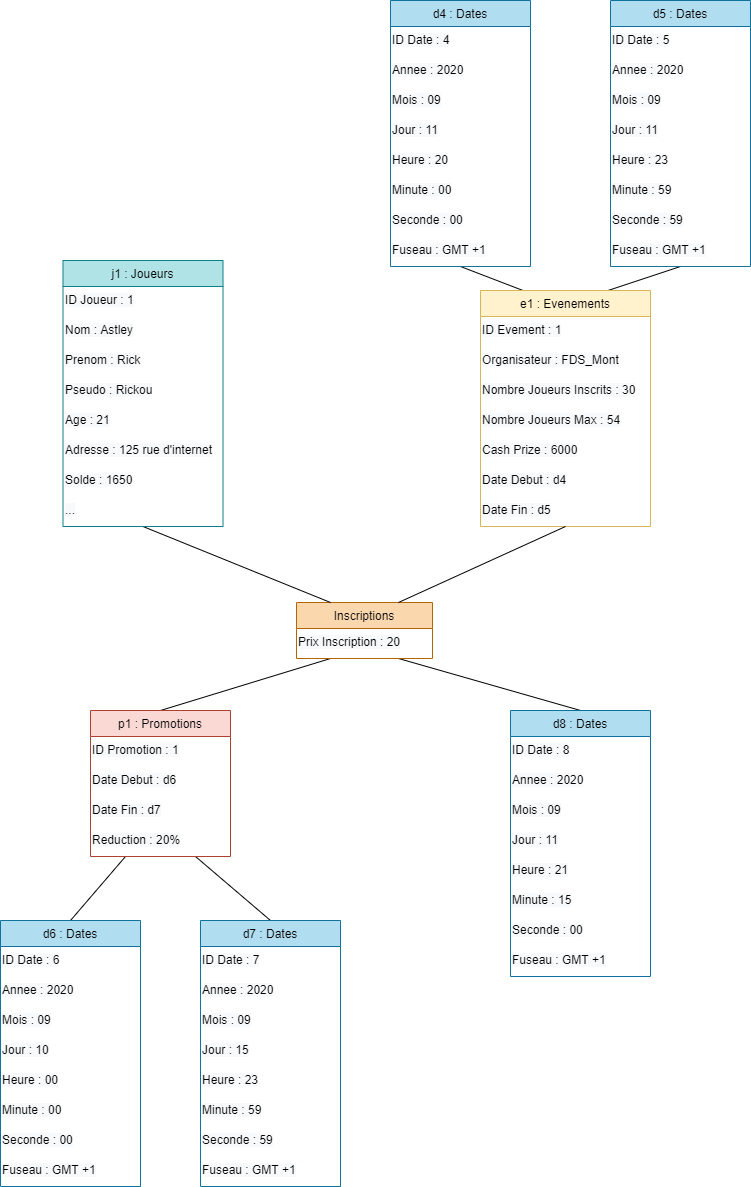 d4 : Dates
ID Date : 4
Annee : 2020
Mois : 09
Jour : 11
Heure : 20
Minute : 00
Seconde : 00
Fuseau : GMT +1
d5 : Dates
ID Date : 5
Annee : 2020
Mois : 09
Jour : 11
Heure : 23
Minute : 59
Seconde : 59
Fuseau : GMT +1
j1 : Joueurs
ID Joueur : 1
Nom : Astley
Prenom : Rick
Pseudo : Rickou
Age : 21
Adresse : 125 rue d'internet
Solde : 1650
...
e1 : Evenements
ID Evement : 1
Organisateur : FDS_Mont
Nombre Joueurs Inscrits : 30
Nombre Joueurs Max : 54
Cash Prize : 6000
Date Debut : d4
Date Fin : d5
Inscriptions
Prix Inscription : 20
p1 : Promotions
ID Promotion : 1
Date Debut : d6
Date Fin : d7
Reduction : 20%
d8 : Dates
ID Date : 8
Annee : 2020
Mois : 09
Jour : 11
Heure : 21
Minute : 15
Seconde : 00
Fuseau : GMT +1
d6 : Dates
ID Date : 6
Annee : 2020
Mois : 09
Jour : 10
Heure : 00
Minute : 00
Seconde : 00
Fuseau : GMT +1
d7 : Dates
ID Date : 7
Annee : 2020
Mois : 09
Jour : 15
Heure : 23
Minute : 59
Seconde : 59
Fuseau : GMT +1